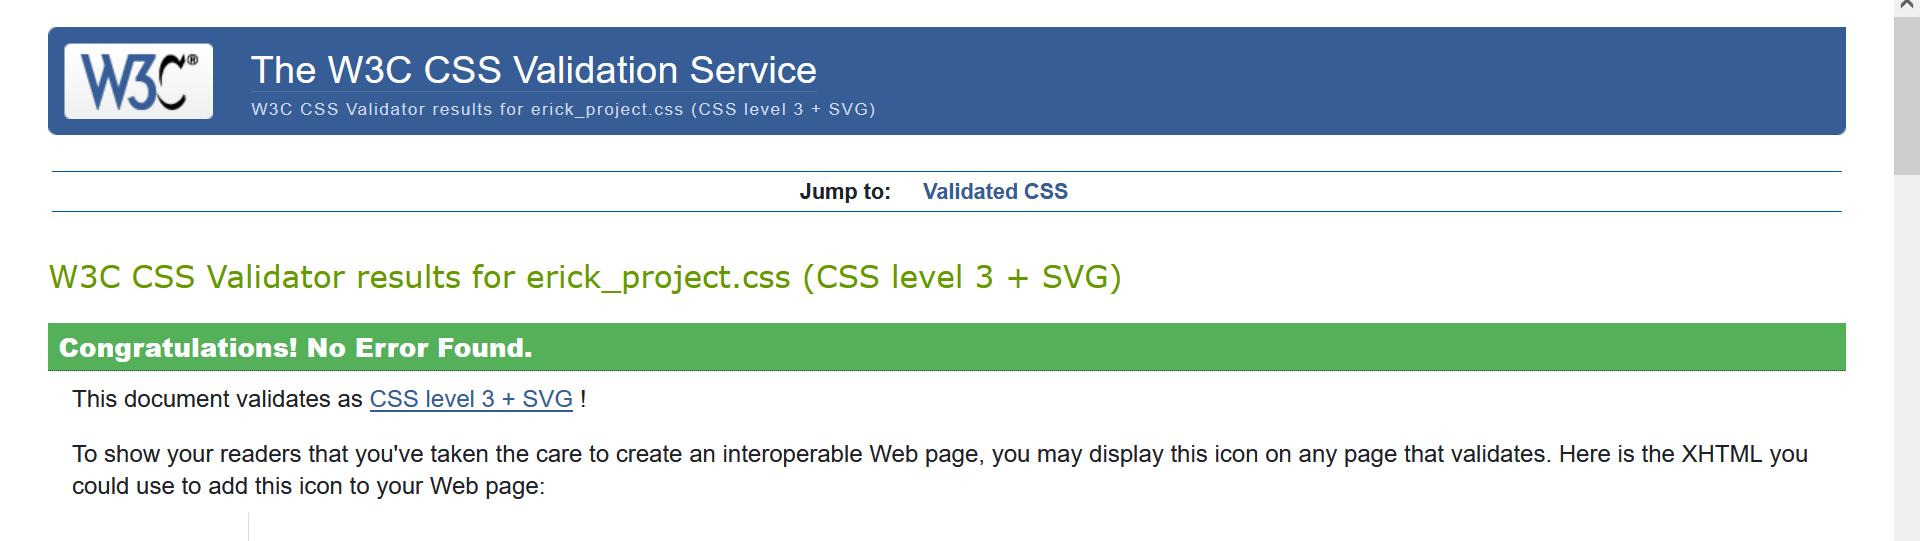 W3C®
The W3C CSS Validation Service
W3C CSS Validator results for erick_project.css (CSS level 3 + SVG)
Jump to: Validated CSS
W3C CSS Validator results for erick_project.css (CSS level 3 + SVG)
Congratulations! No Error Found.
This document validates as CSS level 3 + SVG !
To show your readers that you've taken the care to create an interoperable Web page, you may display this icon on any page that validates. Here is the XHTML you
could use to add this icon to your Web page: